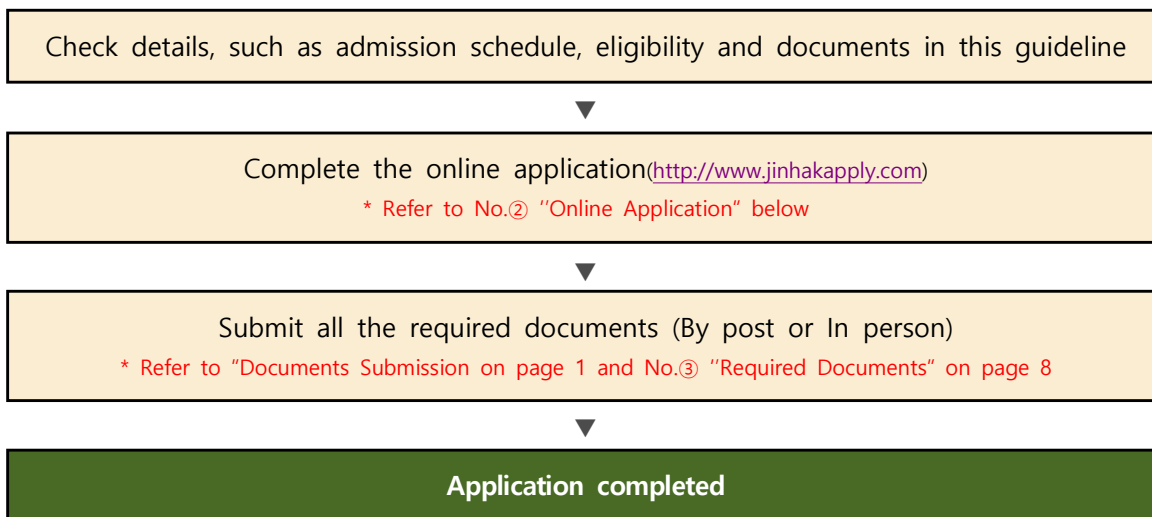 Check details, such as admission schedule, eligibility and documents in this guideline
▼
Complete the online application(http://www.jinhakapply.com)
* Refer to No.② ‘‘Online Application“ below
▼
Submit all the required documents (By post or In person)
* Refer to “Documents Submission on page 1 and No.③ ‘‘Required Documents“ on page 8
▼
Application completed